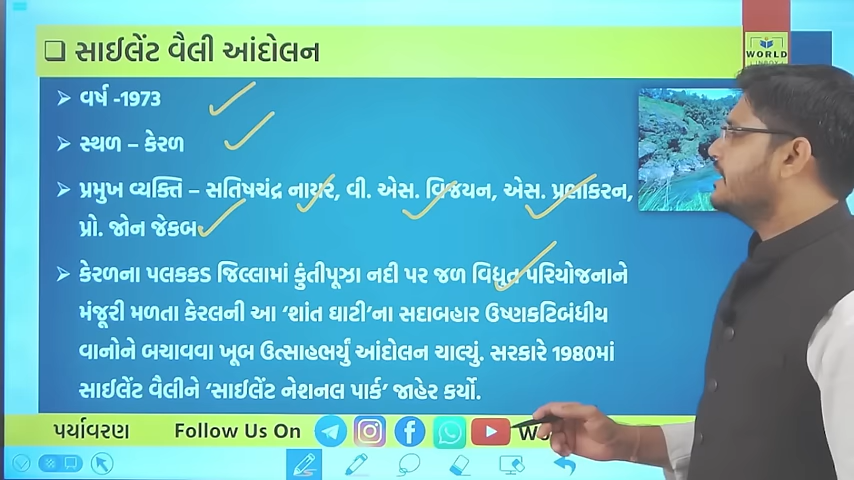 ❑ સાઈલેંટ વૈલી આંદોલન
WORLD
INBOX
➤ વર્ષ -1973
➤ સ્થળ – કેરળ
➤ પ્રમુખ વ્યક્તિ – સતિષચંદ્ર નાયર, વી. એસ. વિજયન, એસ. પ્રભાકરન,
પ્રો. જોન જેકબ
➤ કેરળના પલકકડ જિલ્લામાં કુંતીપૂઝા નદી પર જળ વિદ્યુત પરિયોજનાને
મંજૂરી મળતા કેરલની આ ‘શાંત ઘાટી’ના સદાબહાર ઉષ્ણકટિબંધીય
વાનોને બચાવવા ખૂબ ઉત્સાહભર્યું આંદોલન ચાલ્યું. સરકારે 1980માં
સાઈલેંટ વૈલીને ‘સાઈલેંટ નેશનલ પાર્ક’ જાહેર કર્યો.
પર્યાવરણ Follow Us On